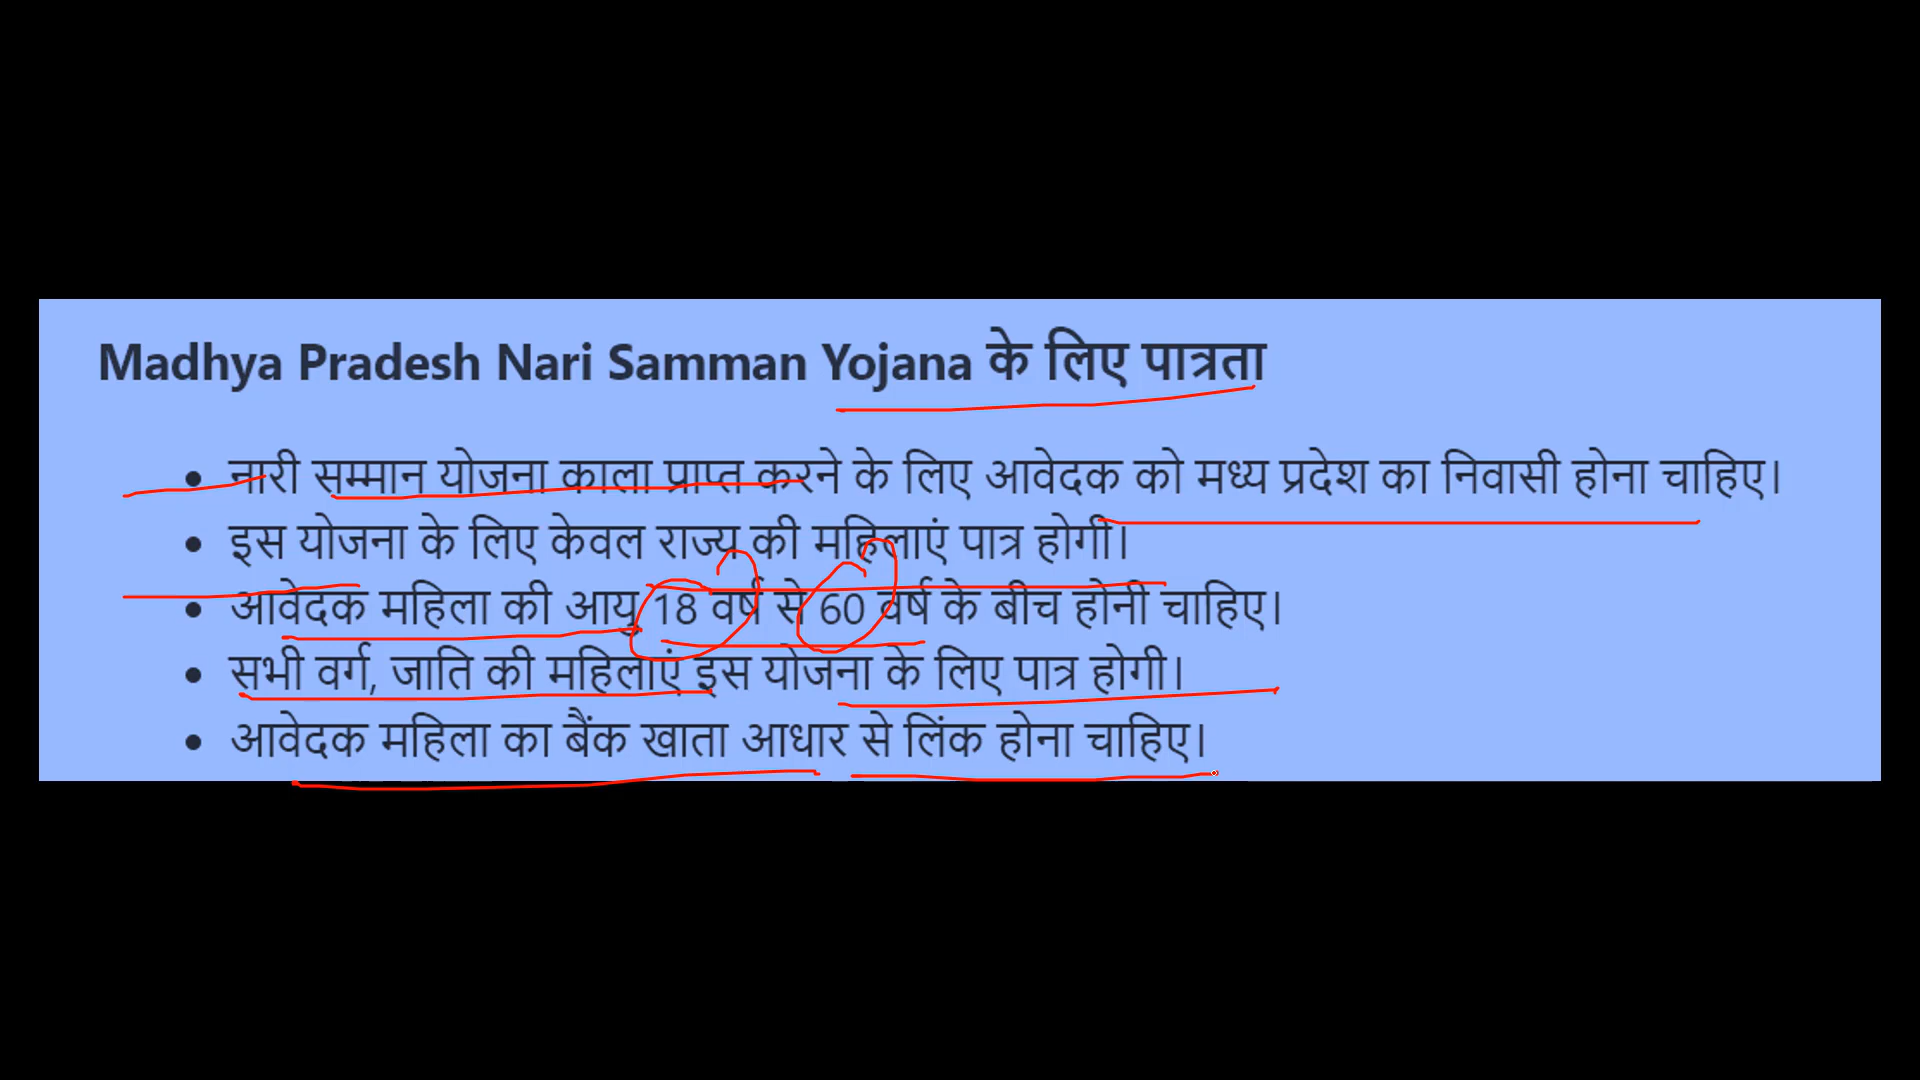 Madhya Pradesh Nari Samman Yojana के लिए पात्रता
• नारी सम्मान योजना काला प्राप्त करने के लिए आवेदक को मध्य प्रदेश का निवासी होना चाहिए।
• इस योजना के लिए केवल राज्य की महिलाएं पात्र होगी।
• आवेदक महिला की आयु 18 वर्ष से 60 वर्ष के बीच होनी चाहिए।
• सभी वर्ग, जाति की महिलाएं इस योजना के लिए पात्र होगी।
• आवेदक महिला का बैंक खाता आधार से लिंक होना चाहिए।